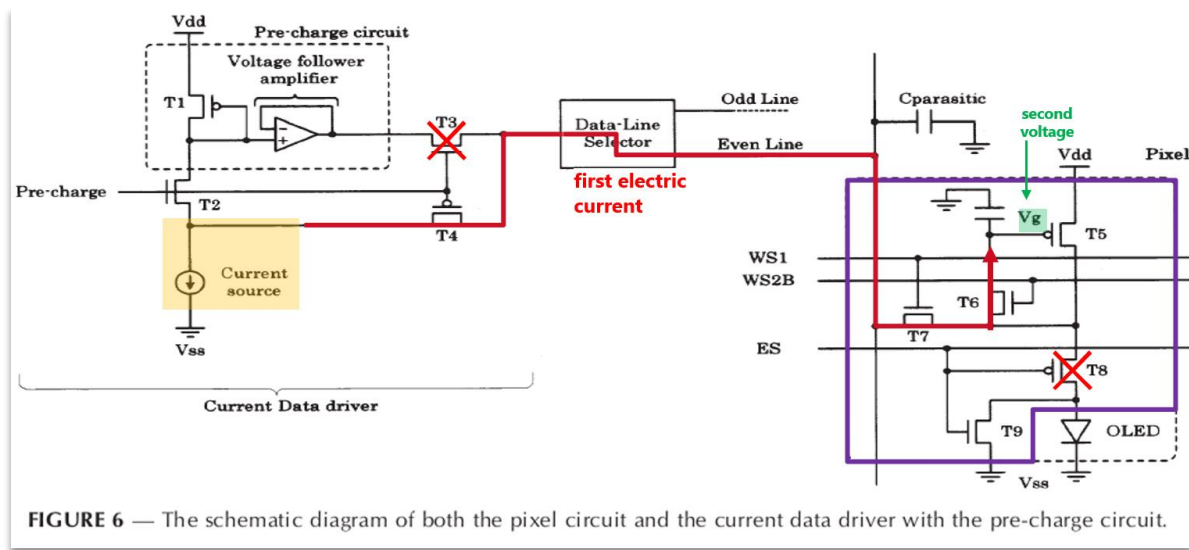 Vdd
Pre-charge circuit
Voltage follower
amplifier
T1
T3
Odd Line
Cparasitic
Data-Line
Selector
Even Line
second
voltage
Vdd
Pixel
first electric
current
Pre-charge
T2
T4
Vg
T5
WS1
WS2B
Current
source
T6
T7
Vss
ES
T8
Current Data driver
T9
OLED
Vss
FIGURE 6 — The schematic diagram of both the pixel circuit and the current data driver with the pre-charge circuit.